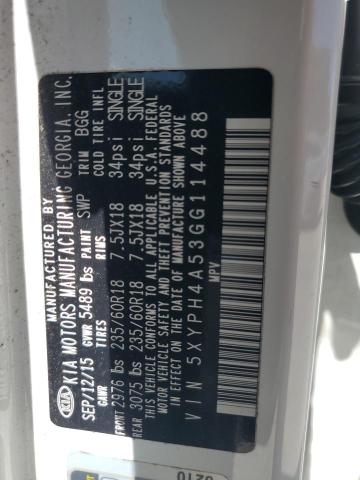 MANUFACTURED BY
KIA KIA MOTORS MANUFACTURING GEORGIA, INC.
SEP/12/15 GVWR 5489 lbs PAINT SWP TRIM BGG
GAWR TIRES RIMS COLD TIRE INFL
FRONT 2976 lbs 235/60R18 7.5JX18 34psi SINGLE
REAR 3075 lbs 235/60R18 7.5JX18 34psi SINGLE
THIS VEHICLE CONFORMS TO ALL APPLICABLE U.S.A. FEDERAL
MOTOR VEHICLE SAFETY AND THEFT PREVENTION STANDARDS
IN EFFECT ON THE DATE OF MANUFACTURE SHOWN ABOVE
VIN 5XYPH4A53GG114488
MPV
0210